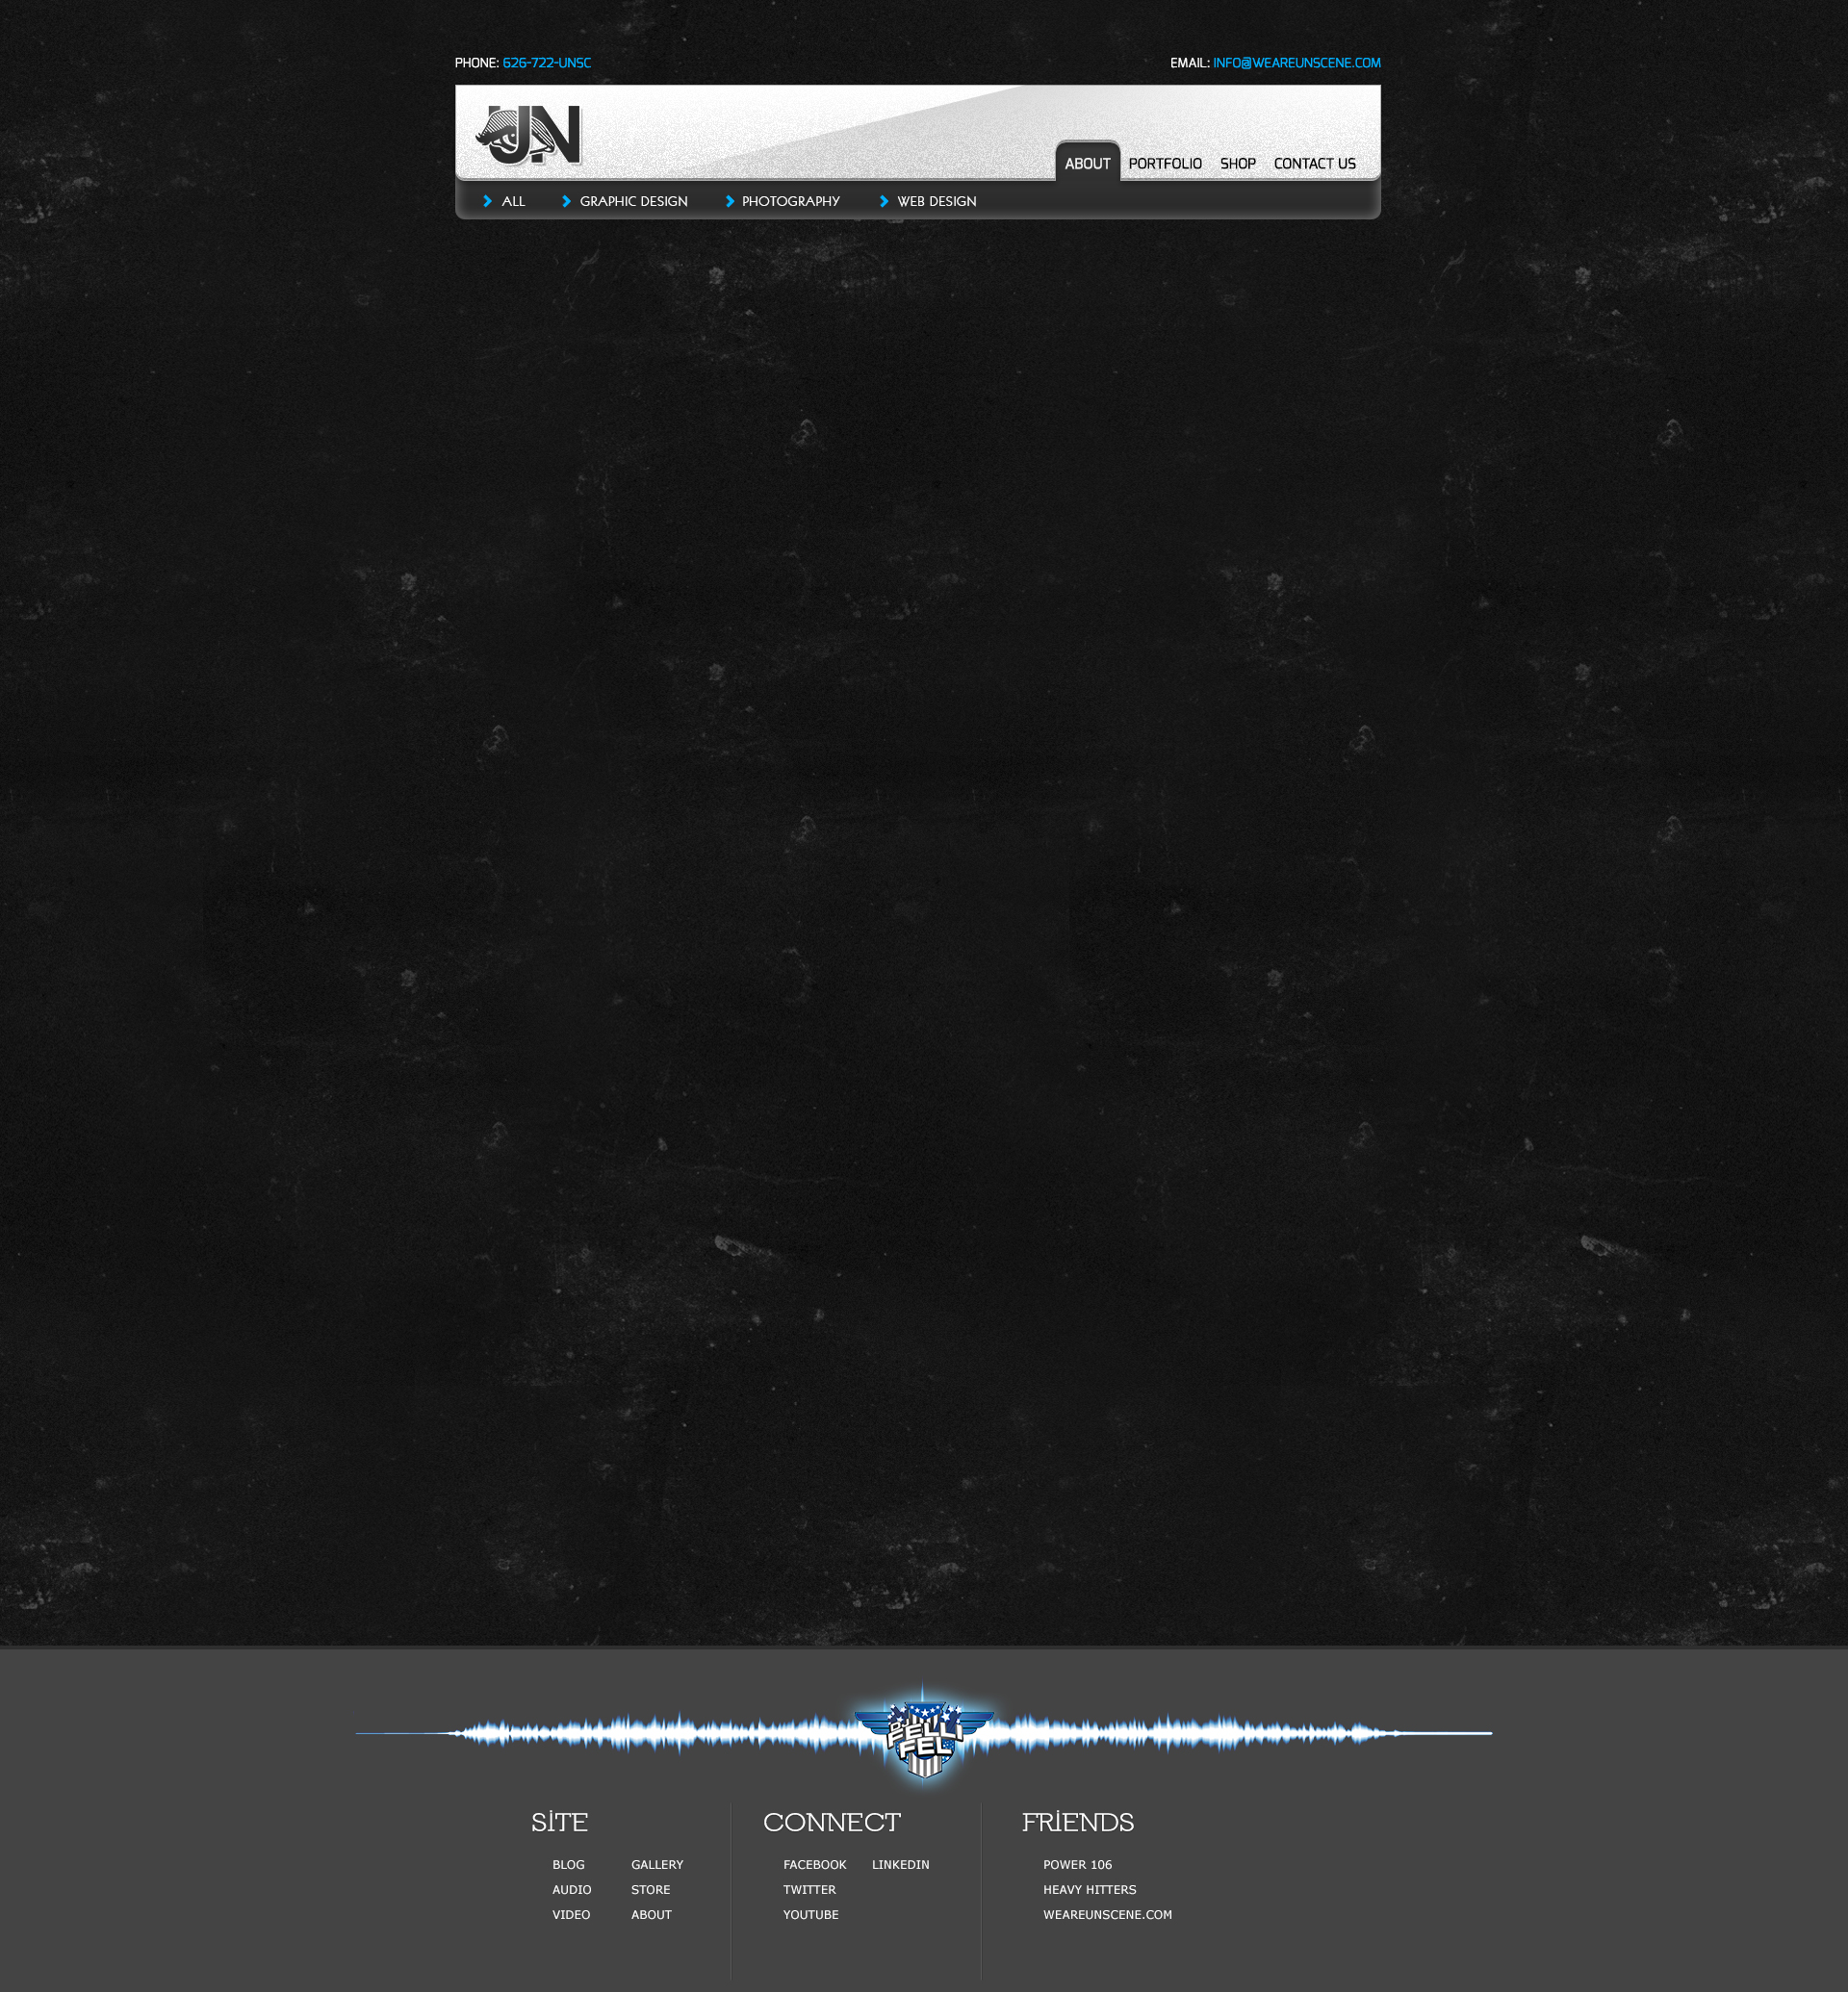 PHONE: 626-722-UNSC EMAIL: INFO@WEAREUNSCENE.COM
UN
ABOUT PORTFOLIO SHOP CONTACT US
ALL GRAPHIC DESIGN PHOTOGRAPHY WEB DESIGN
DJ
FELLI
FEL
SITE CONNECT FRIENDS
BLOG GALLERY FACEBOOK LINKEDIN POWER 106
AUDIO STORE TWITTER HEAVY HITTERS
VIDEO ABOUT YOUTUBE WEAREUNSCENE.COM